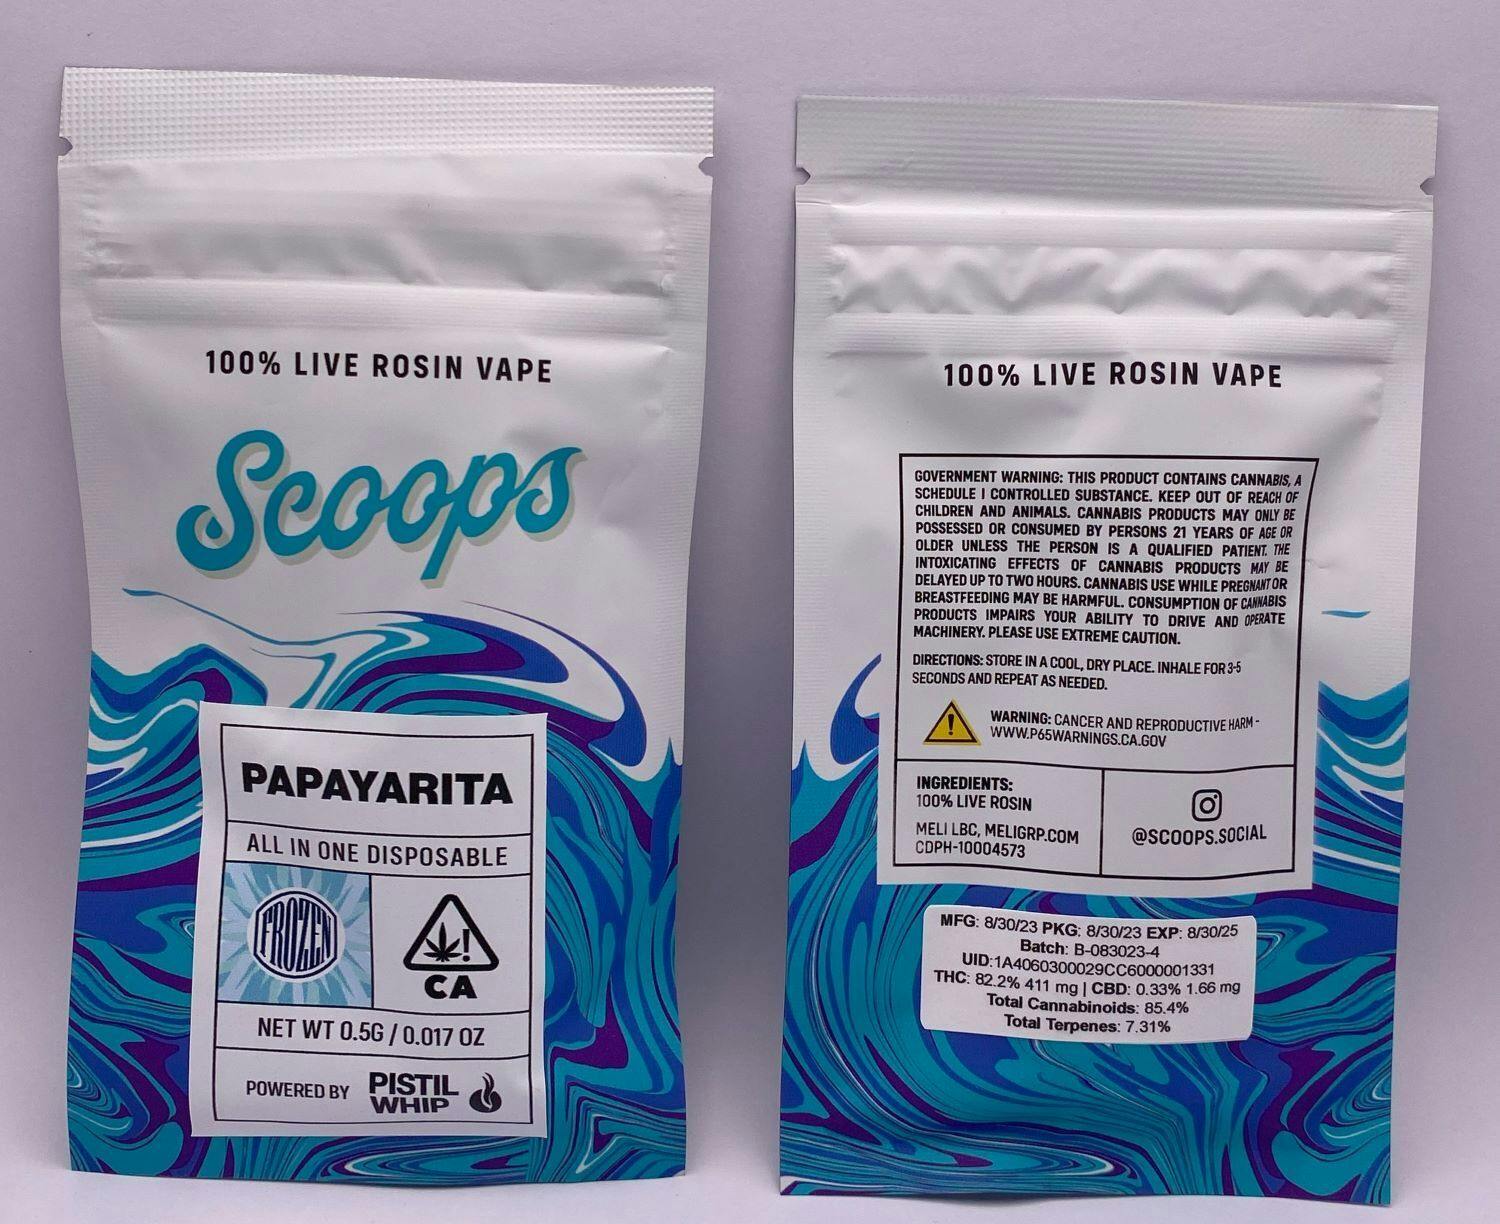 100% LIVE ROSIN VAPE
Scoops
PAPAYARITA
ALL IN ONE DISPOSABLE
FROZEN
CA
NET WT 0.5G / 0.017 OZ
POWERED BY PISTIL WHIP
100% LIVE ROSIN VAPE
GOVERNMENT WARNING: THIS PRODUCT CONTAINS CANNABIS, A
SCHEDULE I CONTROLLED SUBSTANCE. KEEP OUT OF REACH OF
CHILDREN AND ANIMALS. CANNABIS PRODUCTS MAY ONLY BE
POSSESSED OR CONSUMED BY PERSONS 21 YEARS OF AGE OR
OLDER UNLESS THE PERSON IS A QUALIFIED PATIENT. THE
INTOXICATING EFFECTS OF CANNABIS PRODUCTS MAY BE
DELAYED UP TO TWO HOURS. CANNABIS USE WHILE PREGNANT OR
BREASTFEEDING MAY BE HARMFUL. CONSUMPTION OF CANNABIS
PRODUCTS IMPAIRS YOUR ABILITY TO DRIVE AND OPERATE
MACHINERY. PLEASE USE EXTREME CAUTION.
DIRECTIONS: STORE IN A COOL, DRY PLACE. INHALE FOR 3-5
SECONDS AND REPEAT AS NEEDED.
WARNING: CANCER AND REPRODUCTIVE HARM -
WWW.P65WARNINGS.CA.GOV
INGREDIENTS:
100% LIVE ROSIN
MELI LBC, MELIGRP.COM
CDPH-10004573
@SCOOPS.SOCIAL
MFG: 8/30/23 PKG: 8/30/23 EXP: 8/30/25
Batch: B-083023-4
UID:1A4060300029CC6000001331
THC: 82.2% 411 mg | CBD: 0.33% 1.66 mg
Total Cannabinoids: 85.4%
Total Terpenes: 7.31%